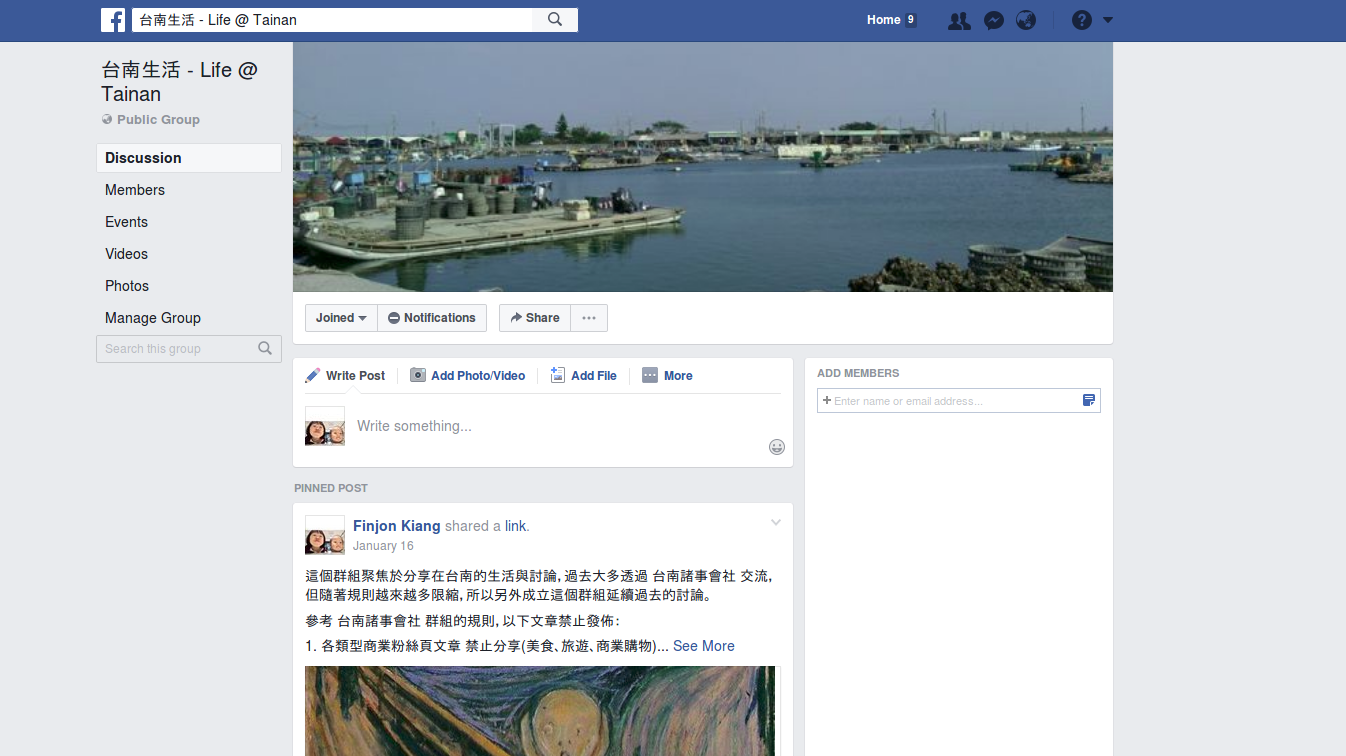 台南生活 - Life @ Tainan
Home 9
台南生活 - Life @
Tainan
Public Group
Discussion
Members
Events
Videos
Photos
Manage Group
Search this group
Joined
Notifications
Share
Write Post
Add Photo/Video
Add File
More
Write something...
ADD MEMBERS
+ Enter name or email address...
PINNED POST
Finjon Kiang shared a link.
January 16
這個群組聚焦於分享在台南的生活與討論，過去大多透過 台南諸事會社 交流，
但隨著規則越來越多限縮，所以另外成立這個群組延續過去的討論。
參考 台南諸事會社 群組的規則，以下文章禁止發佈：
1. 各類型商業粉絲頁文章 禁止分享(美食、旅遊、商業購物)... See More